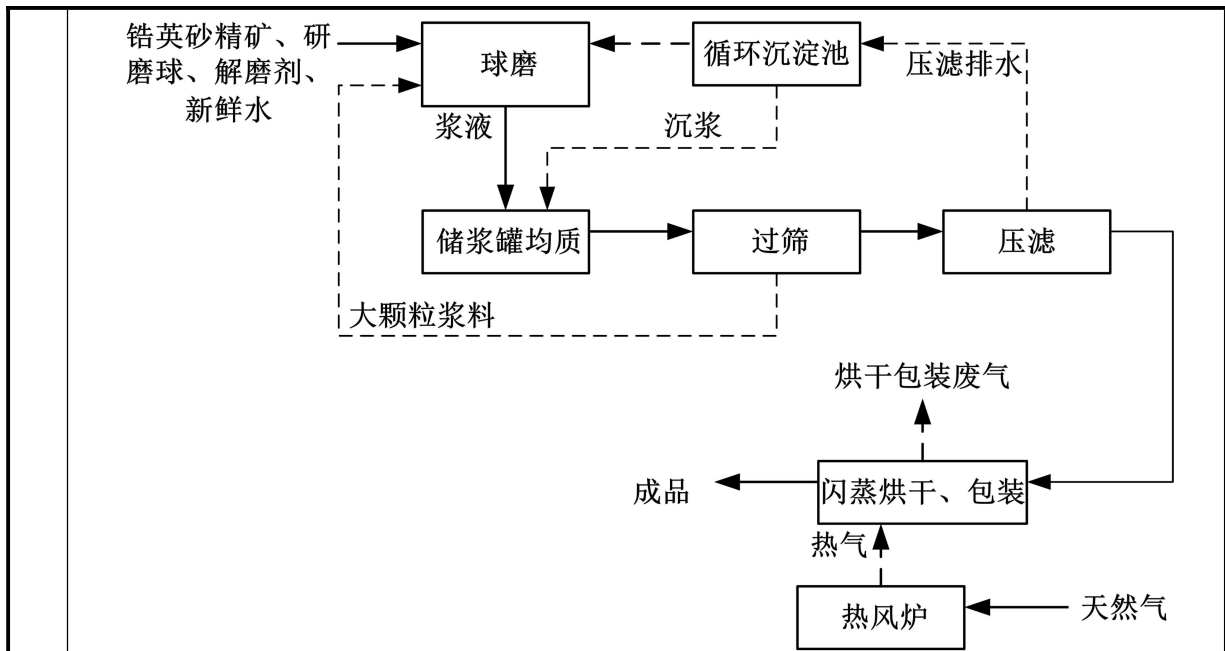 锆英砂精矿、研
磨球、解磨剂、
新鲜水
球磨
循环沉淀池
压滤排水
浆液
沉浆
储浆罐均质
过筛
压滤
大颗粒浆料
烘干包装废气
成品
闪蒸烘干、包装
热气
热风炉
天然气